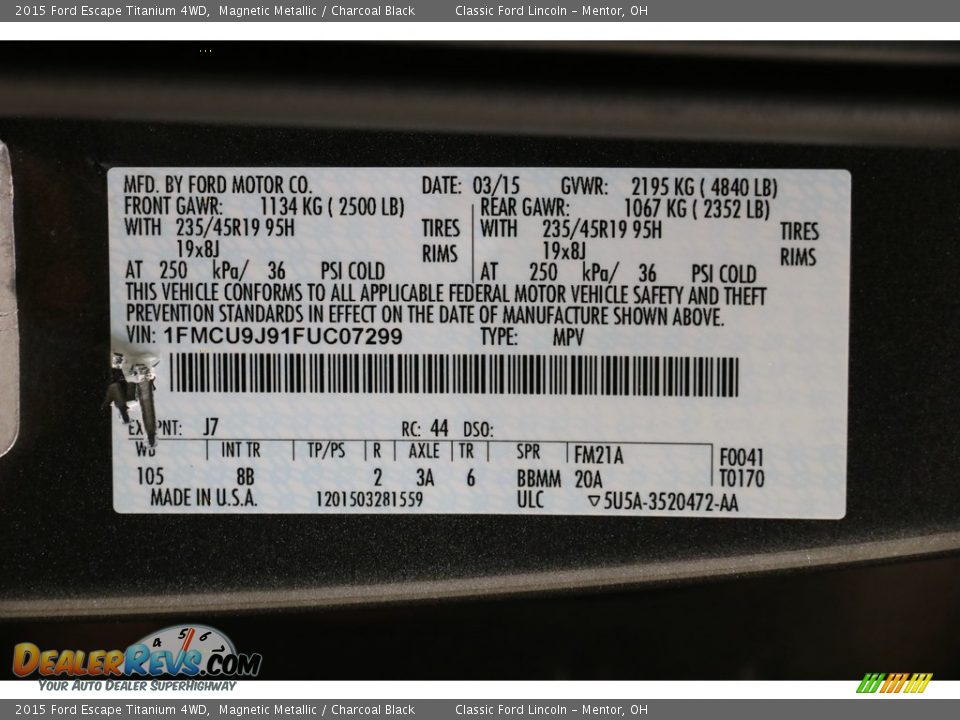 2015 Ford Escape Titanium 4WD, Magnetic Metallic / Charcoal Black Classic Ford Lincoln – Mentor, OH
MFD. BY FORD MOTOR CO. DATE: 03/15 GVWR: 2195 KG ( 4840 LB)
FRONT GAWR: 1134 KG ( 2500 LB) REAR GAWR: 1067 KG ( 2352 LB)
WITH 235/45R19 95H TIRES WITH 235/45R19 95H TIRES
19x8J RIMS 19x8J RIMS
AT 250 kPa/ 36 PSI COLD AT 250 kPa/ 36 PSI COLD
THIS VEHICLE CONFORMS TO ALL APPLICABLE FEDERAL MOTOR VEHICLE SAFETY AND THEFT
PREVENTION STANDARDS IN EFFECT ON THE DATE OF MANUFACTURE SHOWN ABOVE.
VIN: 1FMCU9J91FUC07299 TYPE: MPV
PNT: J7 RC: 44 DSO:
WB INT TR TP/PS R AXLE TR SPR FM21A F0041
105 8B 2 3A 6 BBMM 20A T0170
MADE IN U.S.A. 1201503281559 ULC ▽5U5A-3520472-AA
4 5 6
DEALERREVS.COM
YOUR AUTO DEALER SUPERHIGHWAY
2015 Ford Escape Titanium 4WD, Magnetic Metallic / Charcoal Black Classic Ford Lincoln – Mentor, OH